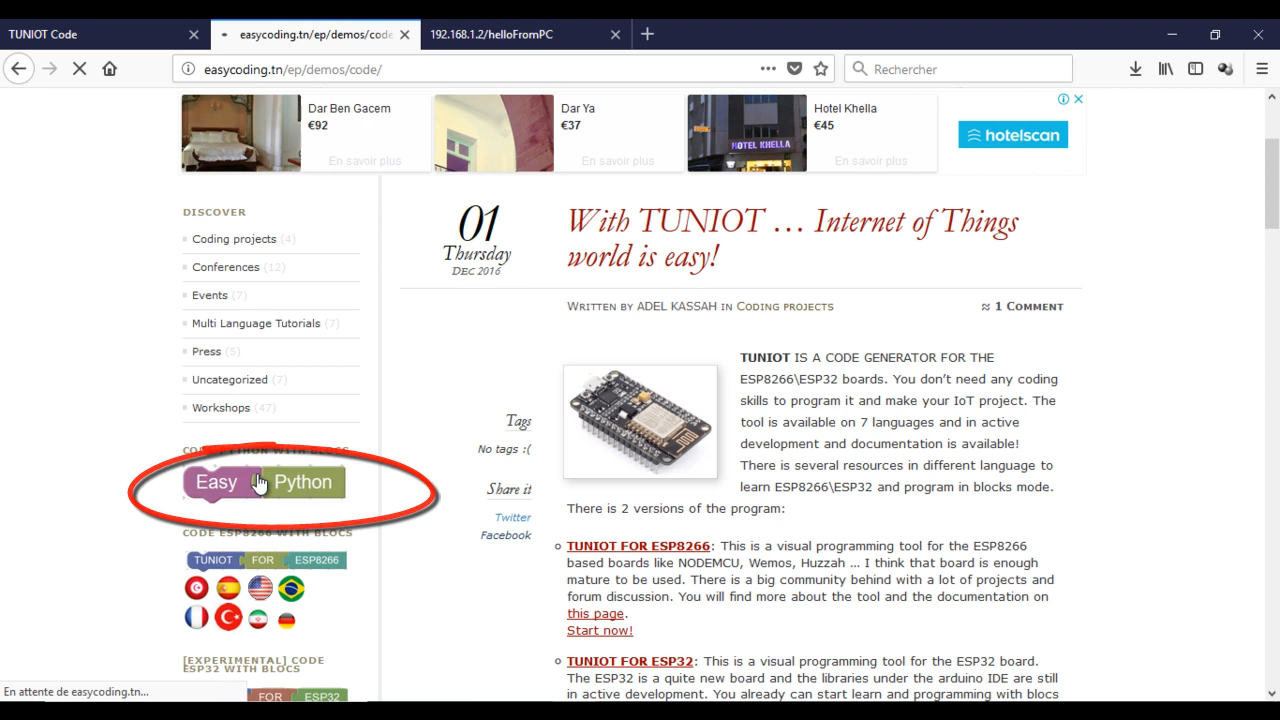 TUNIOT Code
easycoding.tn/ep/demos/code
192.168.1.2/helloFromPC
easycoding.tn/ep/demos/code/
Rechercher
Dar Ben Gacem
€92
En savoir plus
Dar Ya
€37
En savoir plus
HOTEL KHELLA
Hotel Khella
€45
En savoir plus
hotelscan
DISCOVER
Coding projects (4)
Conferences (12)
Events (7)
Multi Language Tutorials (7)
Press (5)
Uncategorized (7)
Workshops (47)
CODE PYTHON WITH BLOCS
Easy Python
CODE ESP8266 WITH BLOCS
TUNIOT FOR ESP8266
[EXPERIMENTAL] CODE
ESP32 WITH BLOCS
FOR ESP32
01
Thursday
DEC 2016
With TUNIOT … Internet of Things
world is easy!
WRITTEN BY ADEL KASSAH IN CODING PROJECTS
≈ 1 COMMENT
Tags
No tags :(
Share it
Twitter
Facebook
TUNIOT IS A CODE GENERATOR FOR THE
ESP8266\ESP32 boards. You don’t need any coding
skills to program it and make your IoT project. The
tool is available on 7 languages and in active
development and documentation is available!
There is several resources in different language to
learn ESP8266\ESP32 and program in blocks mode.
There is 2 versions of the program:
TUNIOT FOR ESP8266: This is a visual programming tool for the ESP8266
based boards like NODEMCU, Wemos, Huzzah … I think that board is enough
mature to be used. There is a big community behind with a lot of projects and
forum discussion. You will find more about the tool and the documentation on
this page.
Start now!
TUNIOT FOR ESP32: This is a visual programming tool for the ESP32 board.
The ESP32 is a quite new board and the libraries under the arduino IDE are still
in active development. You already can start learn and programming with blocs
En attente de easycoding.tn...